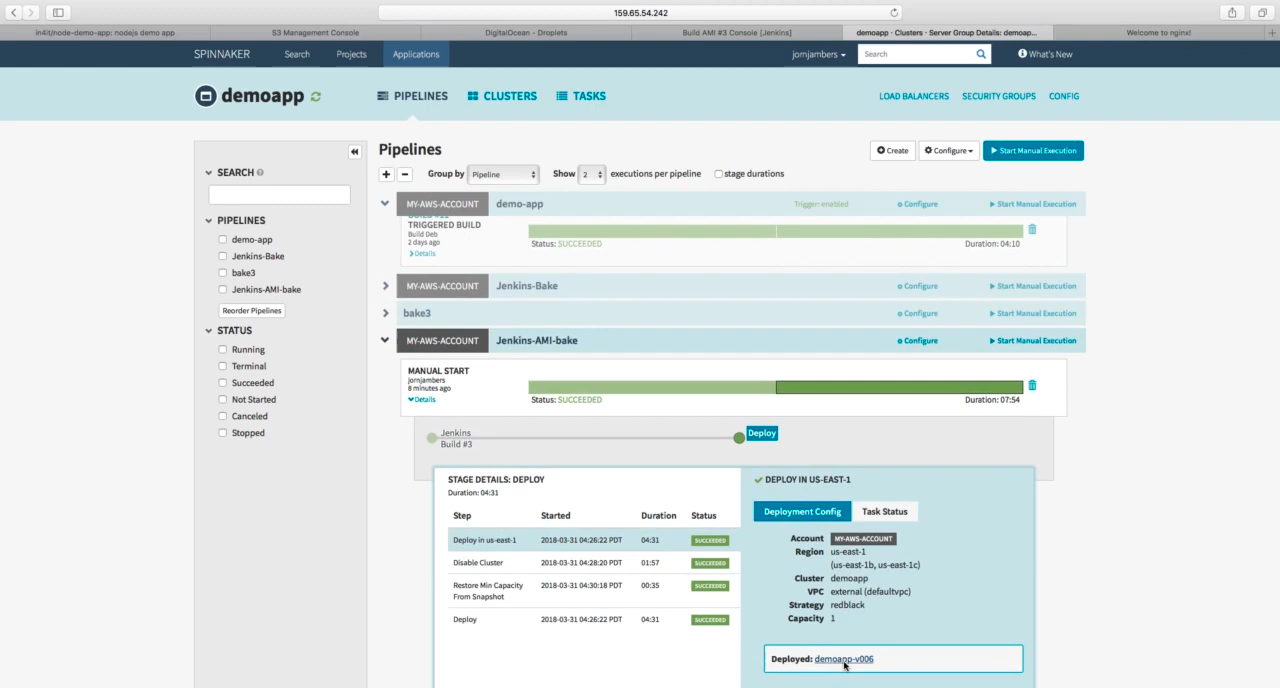 159.65.54.242
in4it/node-demo-app: nodejs demo app
S3 Management Console
DigitalOcean - Droplets
Build AMI #3 Console [Jenkins]
demoapp · Clusters · Server Group Details: demoap...
Welcome to nginx!
SPINNAKER
Search
Projects
Applications
jornjambers
Search
What's New
demoapp
PIPELINES
CLUSTERS
TASKS
LOAD BALANCERS
SECURITY GROUPS
CONFIG
SEARCH
PIPELINES
demo-app
Jenkins-Bake
bake3
Jenkins-AMI-bake
Reorder Pipelines
STATUS
Running
Terminal
Succeeded
Not Started
Canceled
Stopped
Pipelines
Create
Configure
Start Manual Execution
Group by
Pipeline
Show
2
executions per pipeline
stage durations
MY-AWS-ACCOUNT
demo-app
Trigger: enabled
Configure
Start Manual Execution
TRIGGERED BUILD
Build Deb
2 days ago
Details
Status: SUCCEEDED
Duration: 04:10
MY-AWS-ACCOUNT
Jenkins-Bake
Configure
Start Manual Execution
bake3
Configure
Start Manual Execution
MY-AWS-ACCOUNT
Jenkins-AMI-bake
Configure
Start Manual Execution
MANUAL START
jornjambers
8 minutes ago
Details
Status: SUCCEEDED
Duration: 07:54
Jenkins
Build #3
Deploy
STAGE DETAILS: DEPLOY
Duration: 04:31
Step Started Duration Status
Deploy in us-east-1 2018-03-31 04:26:22 PDT 04:31 SUCCEEDED
Disable Cluster 2018-03-31 04:28:20 PDT 01:57 SUCCEEDED
Restore Min Capacity 2018-03-31 04:30:18 PDT 00:35 SUCCEEDED
From Snapshot
Deploy 2018-03-31 04:26:22 PDT 04:31 SUCCEEDED
DEPLOY IN US-EAST-1
Deployment Config
Task Status
Account MY-AWS-ACCOUNT
Region us-east-1
(us-east-1b, us-east-1c)
Cluster demoapp
VPC external (defaultvpc)
Strategy redblack
Capacity 1
Deployed: demoapp-v006